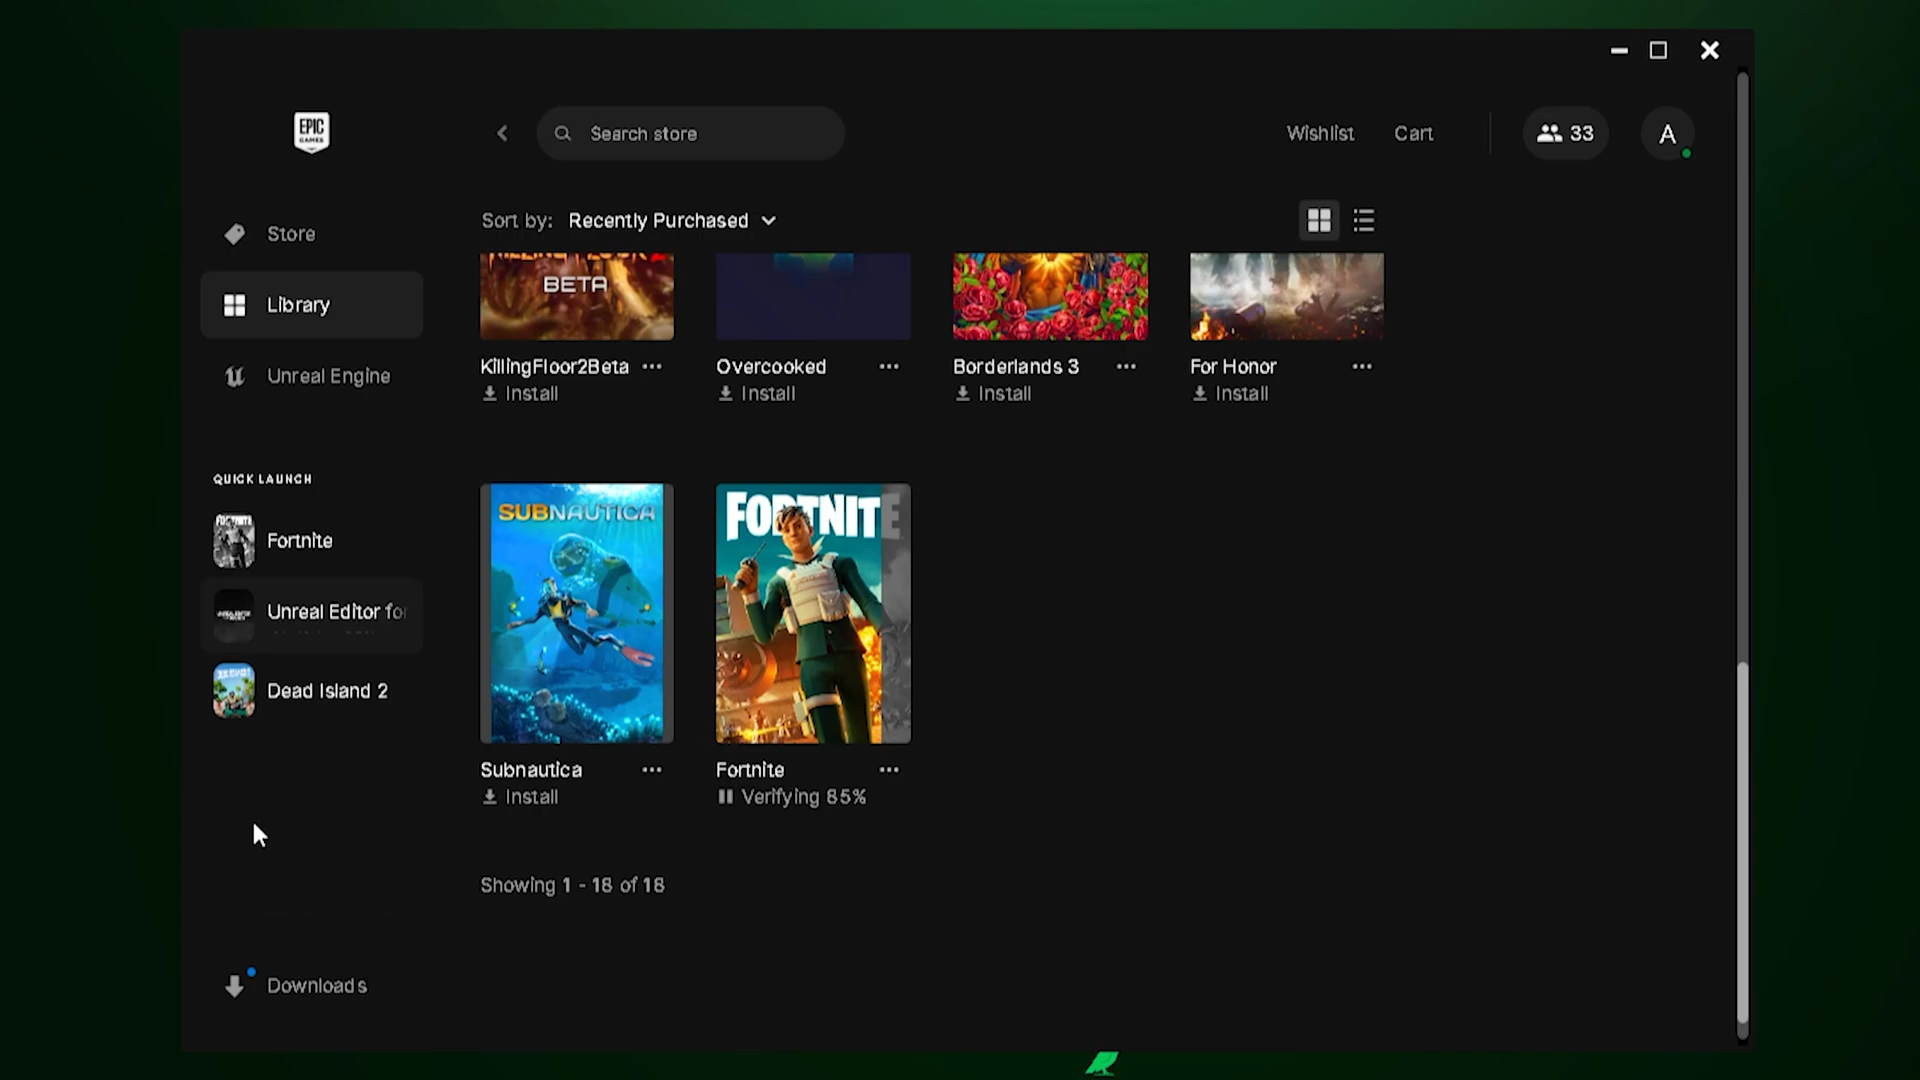 EPIC
GAMES
Search store
Wishlist
Cart
33
A
Sort by: Recently Purchased
Store
Library
Unreal Engine
BETA
KillingFloor2Beta
Overcooked
Borderlands 3
For Honor
Install
Install
Install
Install
QUICK LAUNCH
Fortnite
Unreal Editor for
Dead Island 2
SUBNAUTICA
FORTNITE
Subnautica
Fortnite
Install
Verifying 85%
Showing 1 - 18 of 18
Downloads